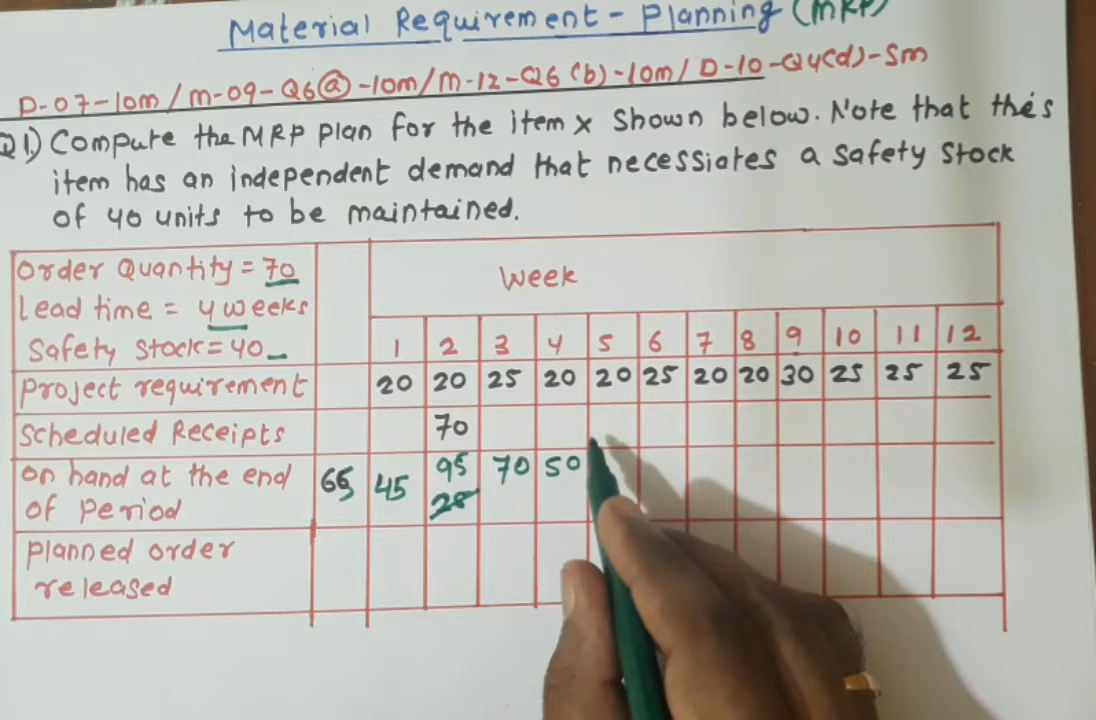 Material Requirement - Planning (MRP)
D-07-10m / m-09-Q6(a)-10m / m-12-Q6 (b)-10m / D-10-Q4(d)-5m
Q1) Compute the MRP plan for the item x shown below. Note that this
item has an independent demand that necessiates a safety stock
of 40 units to be maintained.
Order Quantity = 70
Lead time = 4 weeks
Safety stock = 40
Week
1 2 3 4 5 6 7 8 9 10 11 12
Project requirement 20 20 25 20 20 25 20 20 30 25 25 25
Scheduled Receipts 70
on hand at the end of period 65 45 95 70 50
planned order
released